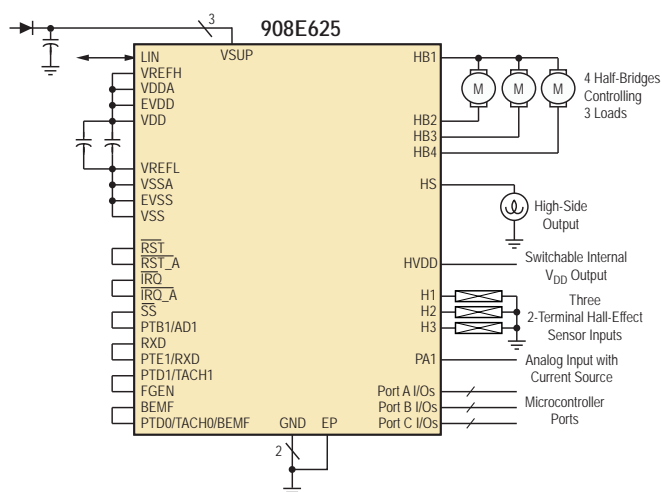 3
908E625
VSUP
LIN
VREFH
VDDA
EVDD
VDD
VREFL
VSSA
EVSS
VSS
RST
RST_A
IRQ
IRQ_A
SS
PTB1/AD1
RXD
PTE1/RXD
PTD1/TACH1
FGEN
BEMF
PTD0/TACH0/BEMF
GND EP
2
HB1
M M M
HB2
HB3
HB4
4 Half-Bridges
Controlling
3 Loads
HS
High-Side
Output
HVDD
Switchable Internal
VDD Output
H1
H2
H3
Three
2-Terminal Hall-Effect
Sensor Inputs
PA1
Analog Input with
Current Source
Port A I/Os
Port B I/Os
Port C I/Os
Microcontroller
Ports